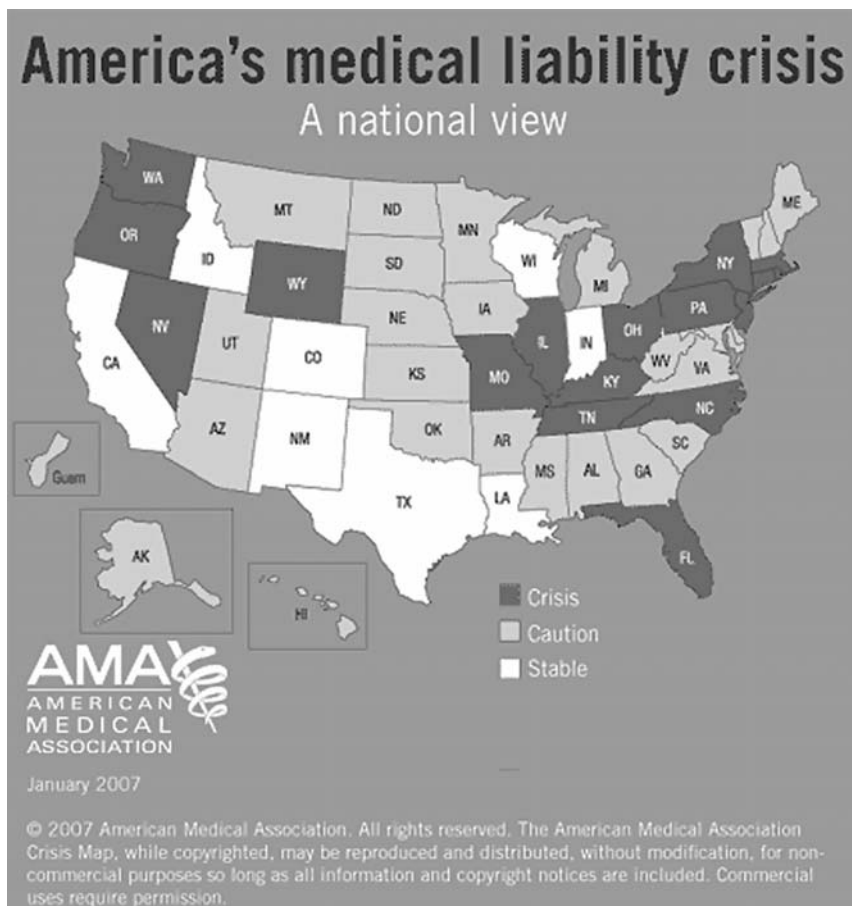 America's medical liability crisis
A national view
WA
MT
ND
MN
ME
OR
ID
WY
SD
WI
MI
NY
NV
UT
NE
IA
PA
CA
CO
KS
MO
IL
IN
OH
WV
VA
KY
AZ
NM
OK
AR
TN
NC
SC
MS
AL
GA
TX
LA
FL
Guam
AK
HI
Crisis
Caution
Stable
AMA
AMERICAN
MEDICAL
ASSOCIATION
January 2007
© 2007 American Medical Association. All rights reserved. The American Medical Association
Crisis Map, while copyrighted, may be reproduced and distributed, without modification, for non-
commercial purposes so long as all information and copyright notices are included. Commercial
uses require permission.